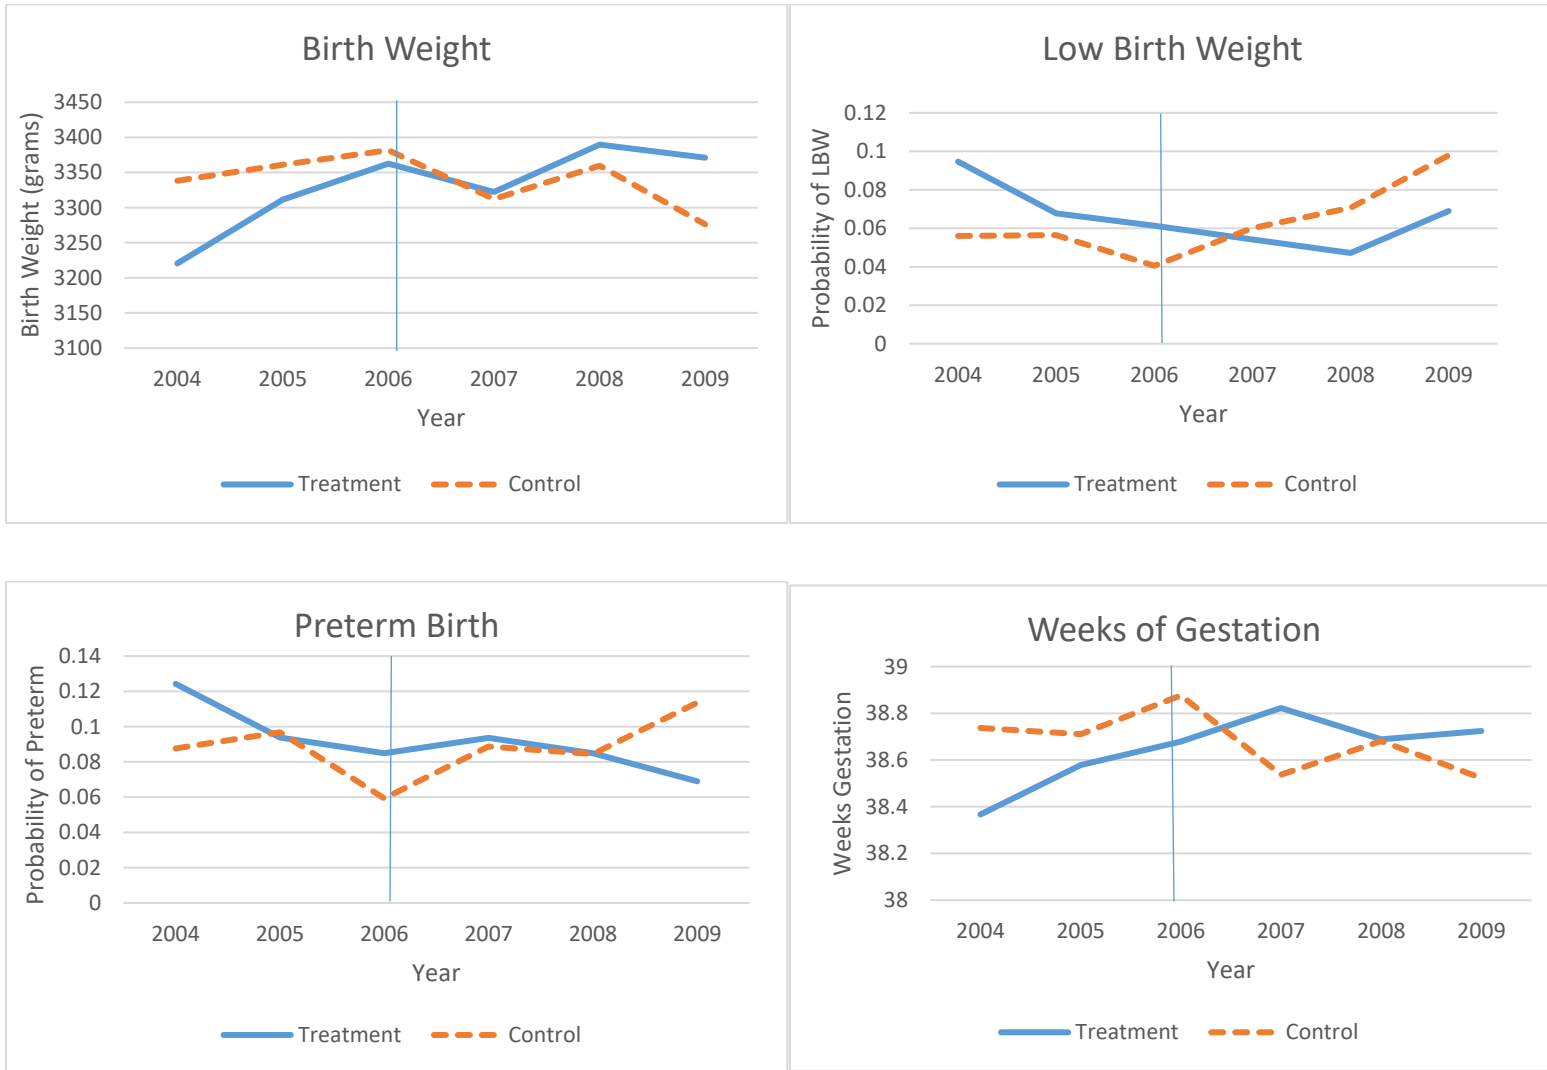 Birth Weight
Birth Weight (grams)
3450
3400
3350
3300
3250
3200
3150
3100
2004 2005 2006 2007 2008 2009
Year
Treatment Control
Low Birth Weight
Probability of LBW
0.12
0.1
0.08
0.06
0.04
0.02
0
2004 2005 2006 2007 2008 2009
Year
Treatment Control
Preterm Birth
Probability of Preterm
0.14
0.12
0.1
0.08
0.06
0.04
0.02
0
2004 2005 2006 2007 2008 2009
Year
Treatment Control
Weeks of Gestation
Weeks Gestation
39
38.8
38.6
38.4
38.2
38
2004 2005 2006 2007 2008 2009
Year
Treatment Control